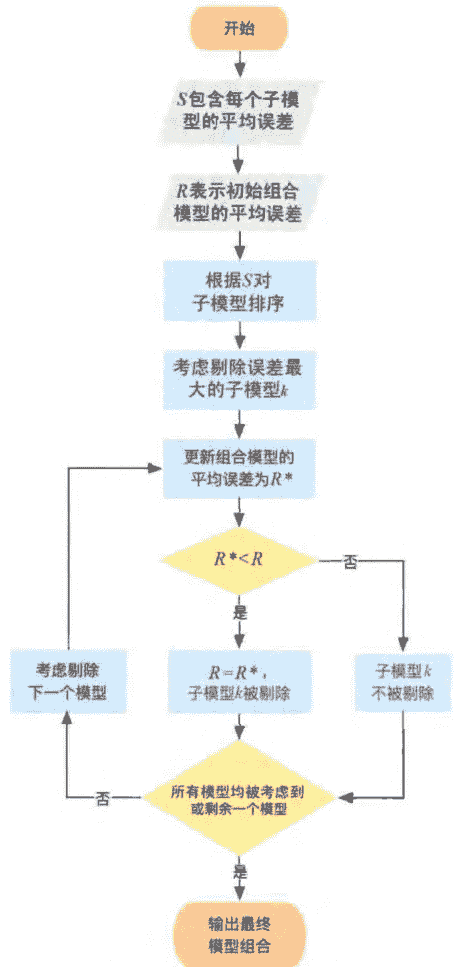 开始
S包含每个子模
型的平均误差
R表示初始组合
模型的平均误差
根据S对
子模型排序
考虑剔除误差最
大的子模型k
更新组合模型的
平均误差为R*
R*<R
否
是
考虑剔除
下一个模型
R=R*，
子模型k被剔除
子模型k
不被剔除
所有模型均被考虑到
或剩余一个模型
否
是
输出最终
模型组合